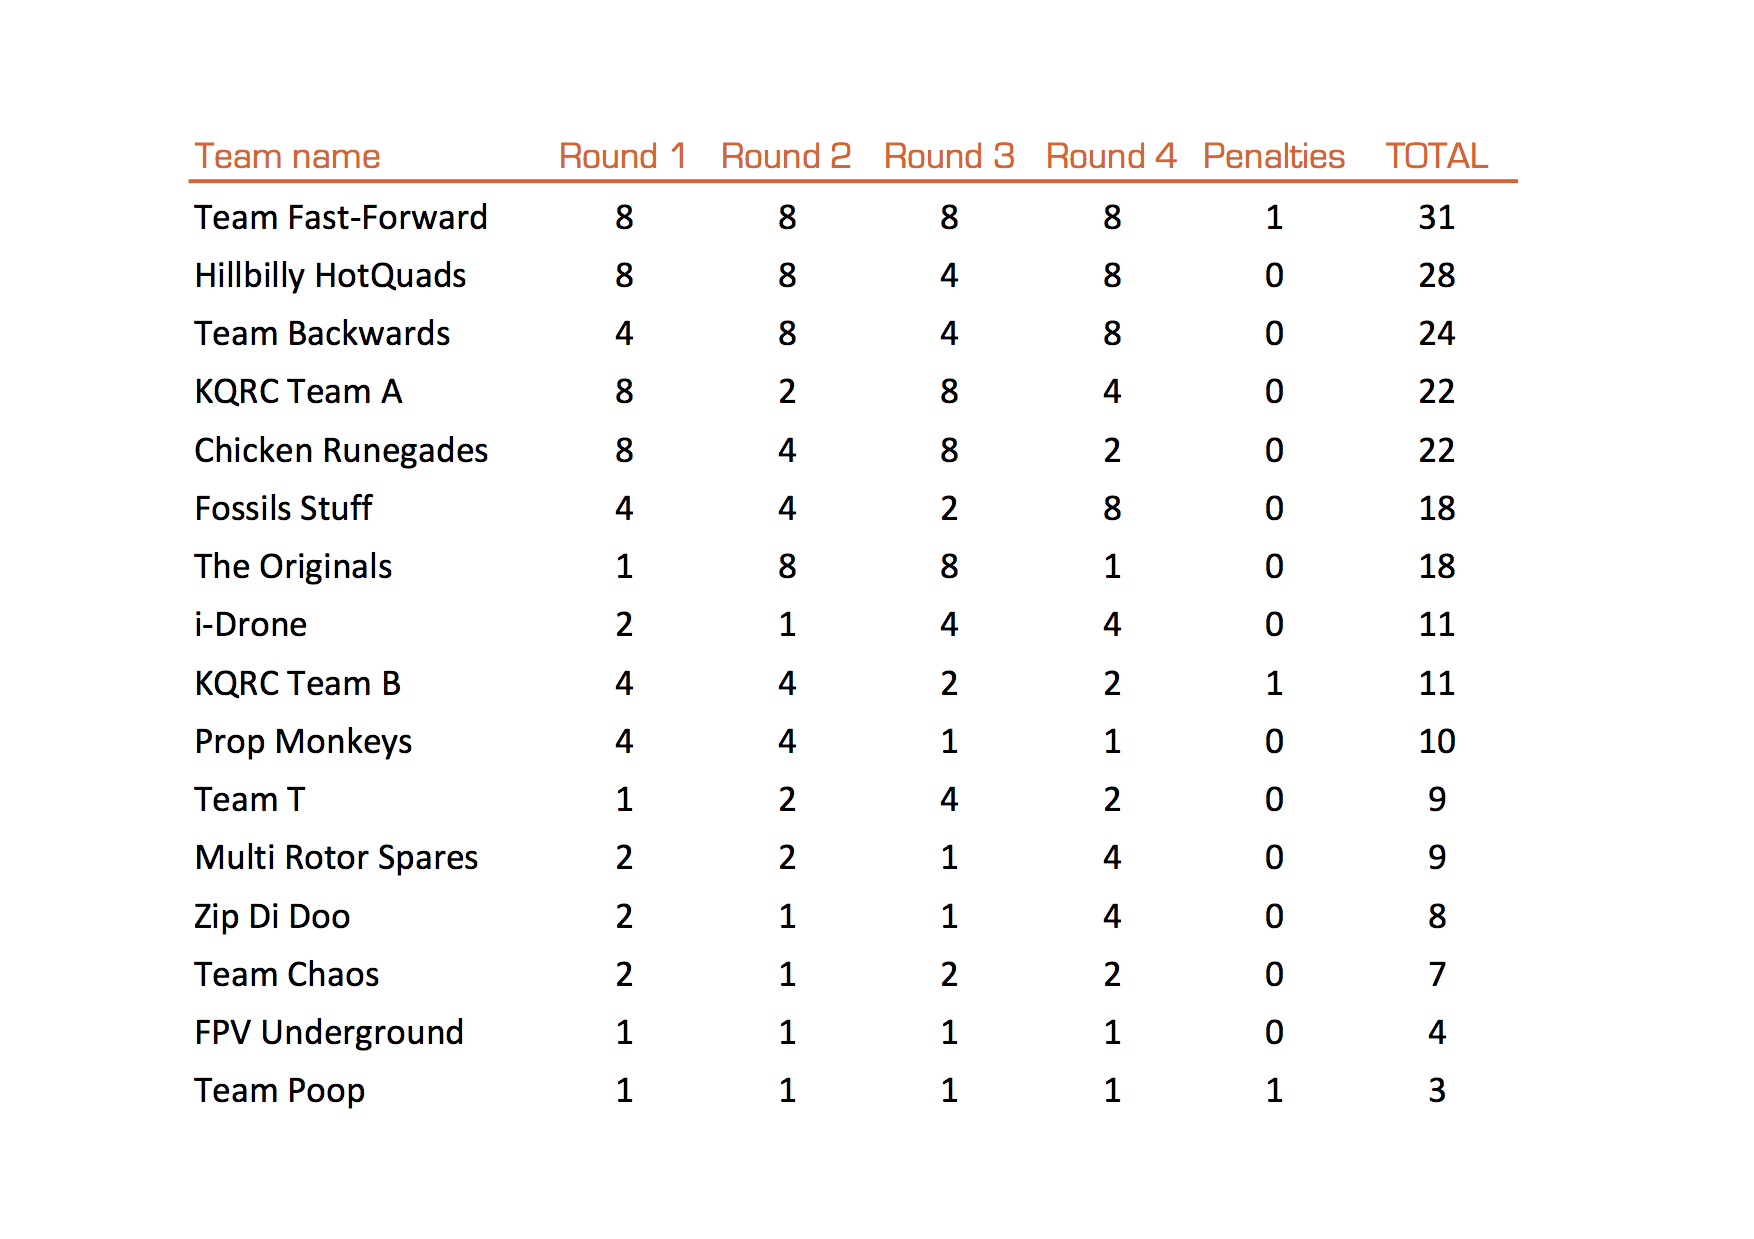 Team name Round 1 Round 2 Round 3 Round 4 Penalties TOTAL
Team Fast-Forward 8 8 8 8 1 31
Hillbilly HotQuads 8 8 4 8 0 28
Team Backwards 4 8 4 8 0 24
KQRC Team A 8 2 8 4 0 22
Chicken Runegades 8 4 8 2 0 22
Fossils Stuff 4 4 2 8 0 18
The Originals 1 8 8 1 0 18
i-Drone 2 1 4 4 0 11
KQRC Team B 4 4 2 2 1 11
Prop Monkeys 4 4 1 1 0 10
Team T 1 2 4 2 0 9
Multi Rotor Spares 2 2 1 4 0 9
Zip Di Doo 2 1 1 4 0 8
Team Chaos 2 1 2 2 0 7
FPV Underground 1 1 1 1 0 4
Team Poop 1 1 1 1 1 3